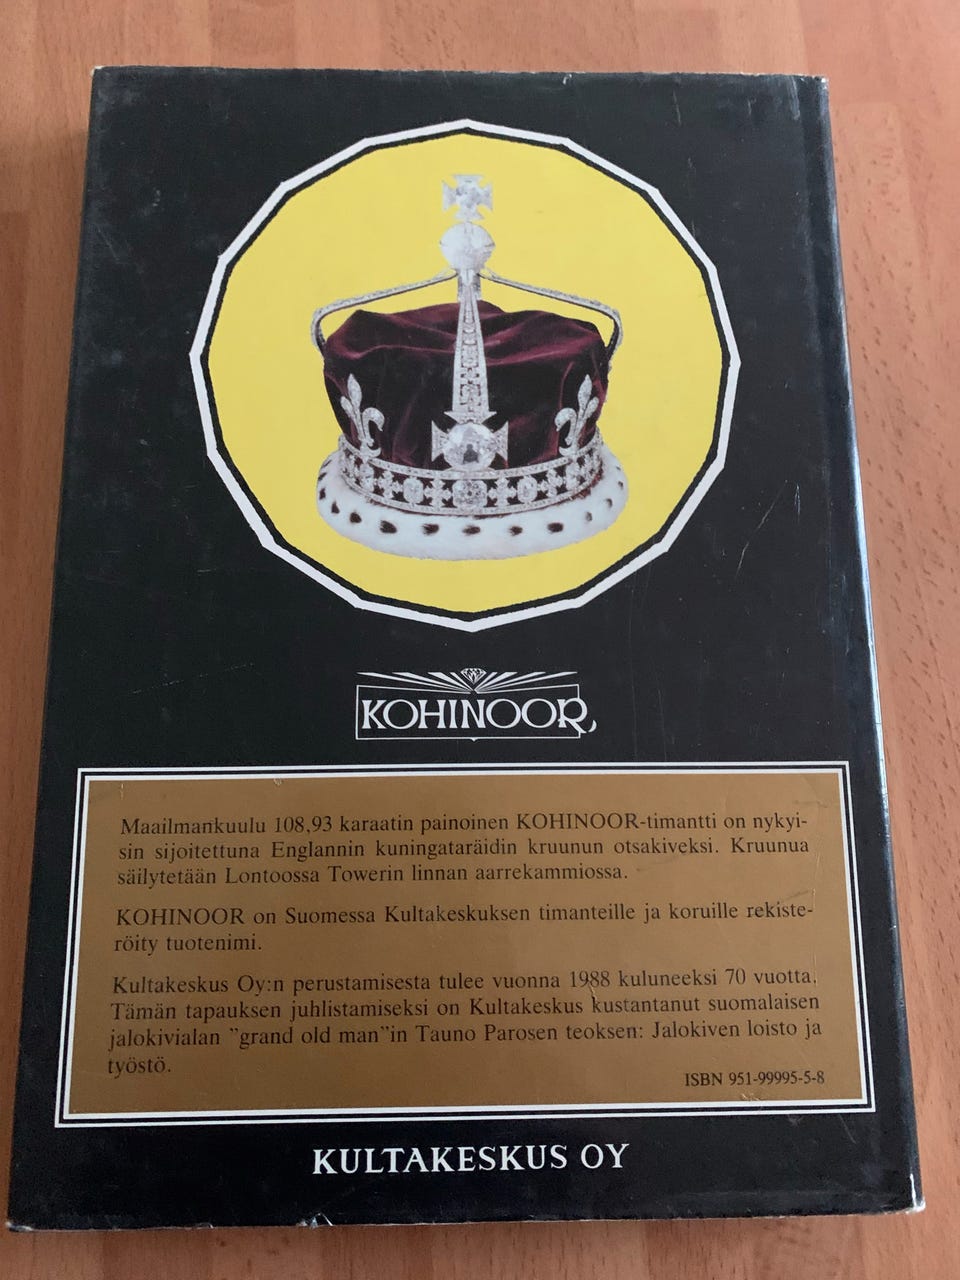 KOHINOOR
Maailmankuulu 108,93 karaatin painoinen KOHINOOR-timantti on nykyi-
sin sijoitettuna Englannin kuningataräidin kruunun otsakiveksi. Kruunua
säilytetään Lontoossa Towerin linnan aarrekammiossa.
KOHINOOR on Suomessa Kultakeskuksen timanteille ja koruille rekiste-
röity tuotenimi.
Kultakeskus Oy:n perustamisesta tulee vuonna 1988 kuluneeksi 70 vuotta.
Tämän tapauksen juhlistamiseksi on Kultakeskus kustantanut suomalaisen
jalokivialan ”grand old man”in Tauno Parosen teoksen: Jalokiven loisto ja
työstö.
ISBN 951-99995-5-8
KULTAKESKUS OY